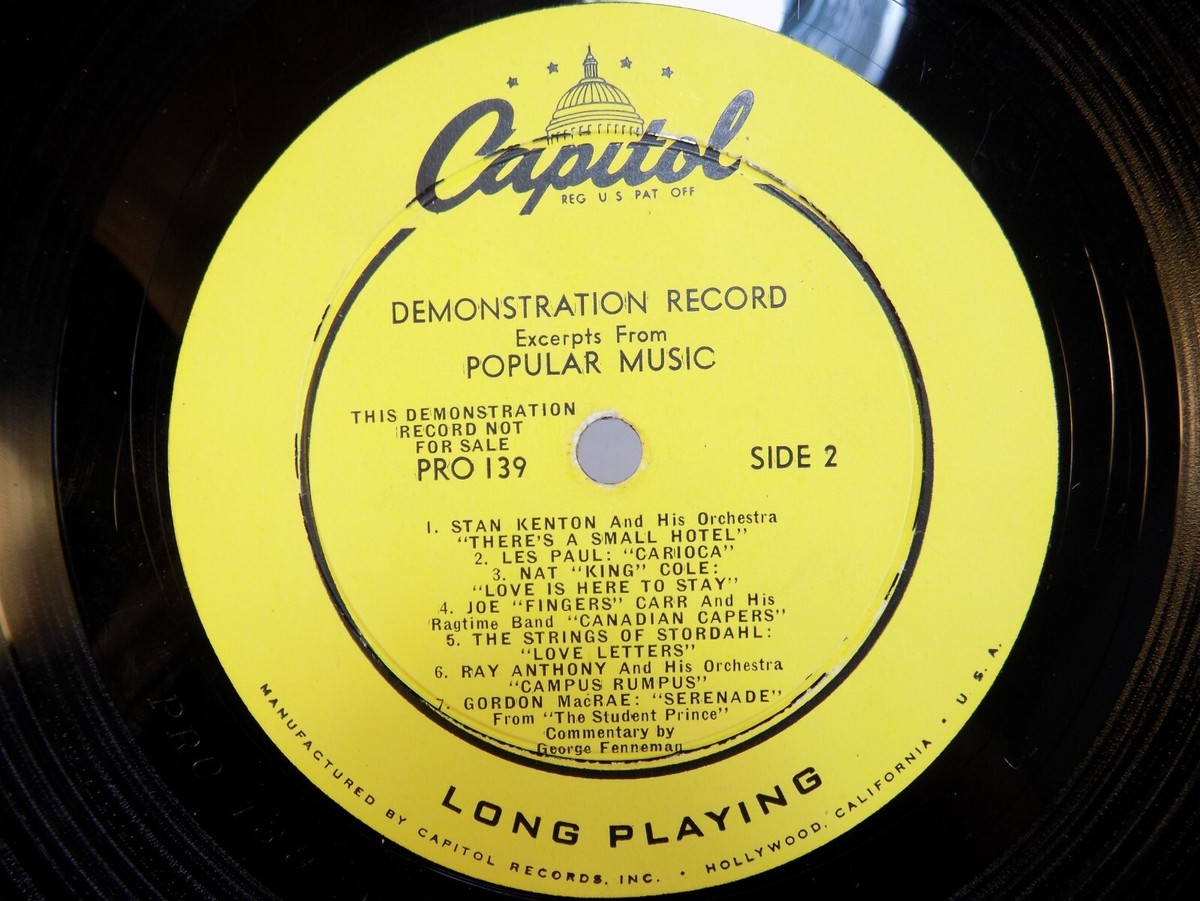 Capitol
REG U S PAT OFF
DEMONSTRATION RECORD
Excerpts From
POPULAR MUSIC
THIS DEMONSTRATION
RECORD NOT
FOR SALE
PRO 139
SIDE 2
1. STAN KENTON And His Orchestra
"THERE'S A SMALL HOTEL"
2. LES PAUL: "CARIOCA"
3. NAT "KING" COLE:
"LOVE IS HERE TO STAY"
4. JOE "FINGERS" CARR And His
Ragtime Band "CANADIAN CAPERS"
5. THE STRINGS OF STORDAHL:
"LOVE LETTERS"
6. RAY ANTHONY And His Orchestra
"CAMPUS RUMPUS"
7. GORDON MacRAE: "SERENADE"
From "The Student Prince"
Commentary by
George Fenneman
LONG PLAYING
MANUFACTURED BY CAPITOL RECORDS, INC. • HOLLYWOOD, CALIFORNIA • U. S. A.
PRO